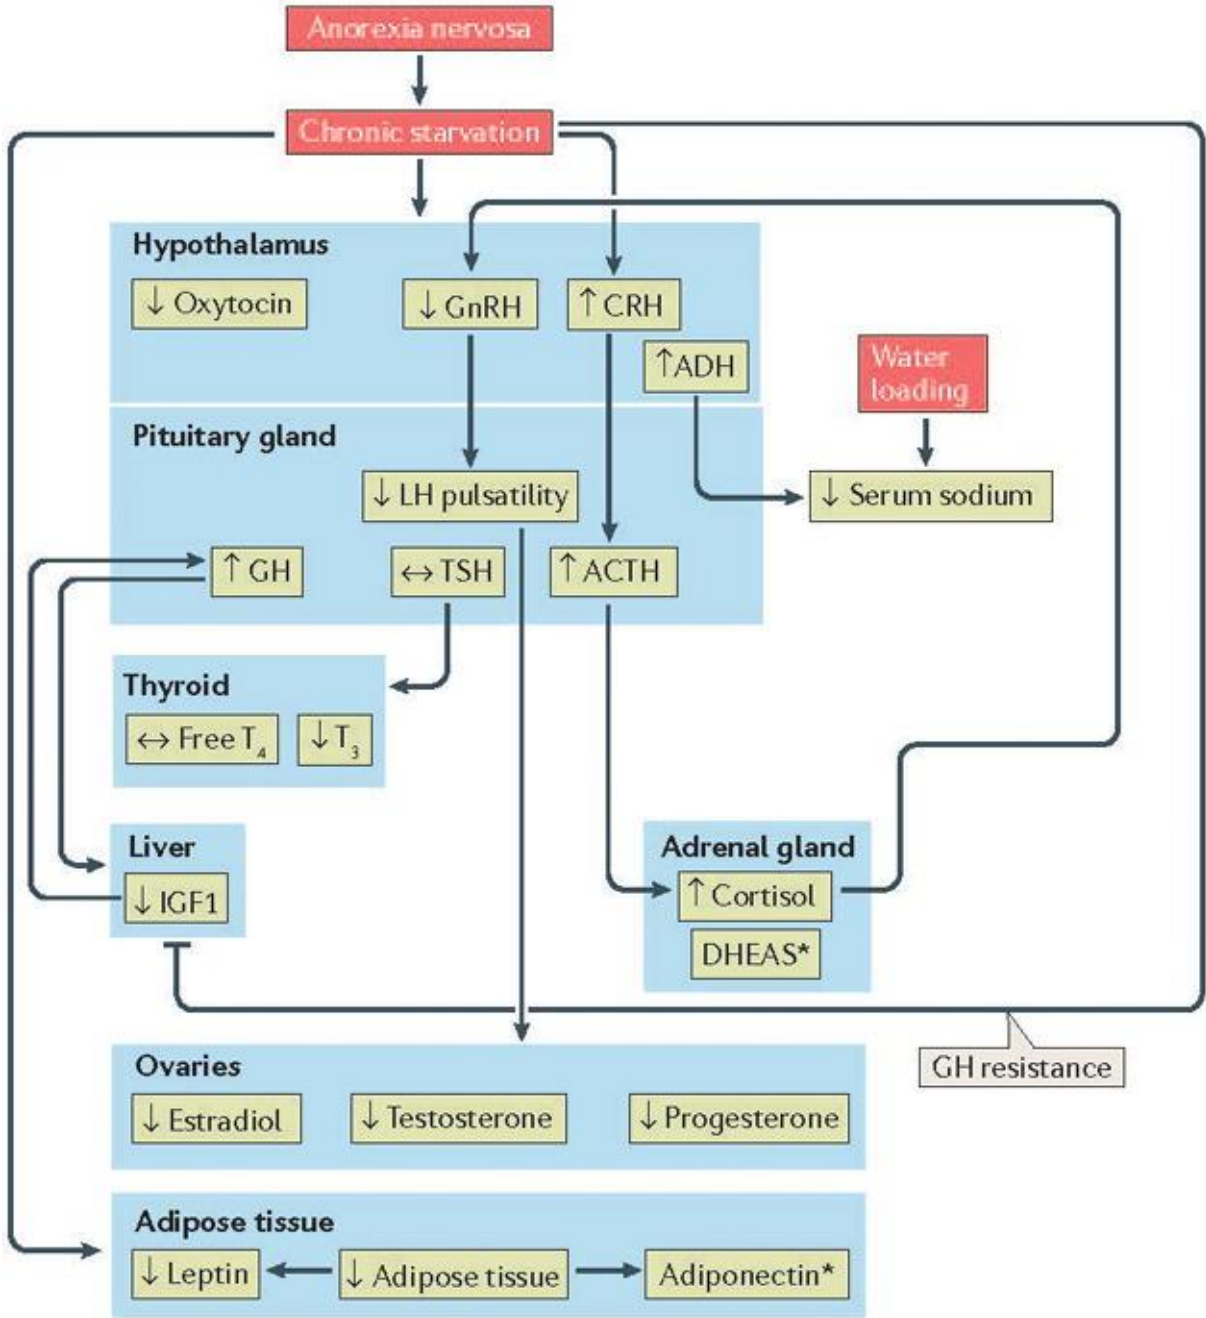 Anorexia nervosa
Chronic starvation
Hypothalamus
↓ Oxytocin
↓ GnRH
↑ CRH
↑ADH
Water
loading
Pituitary gland
↓ LH pulsatility
↓ Serum sodium
↑ GH
↔ TSH
↑ ACTH
Thyroid
↔ Free T₄
↓ T₃
Liver
↓ IGF1
Adrenal gland
↑ Cortisol
DHEAS*
GH resistance
Ovaries
↓ Estradiol
↓ Testosterone
↓ Progesterone
Adipose tissue
↓ Leptin
↓ Adipose tissue
Adiponectin*